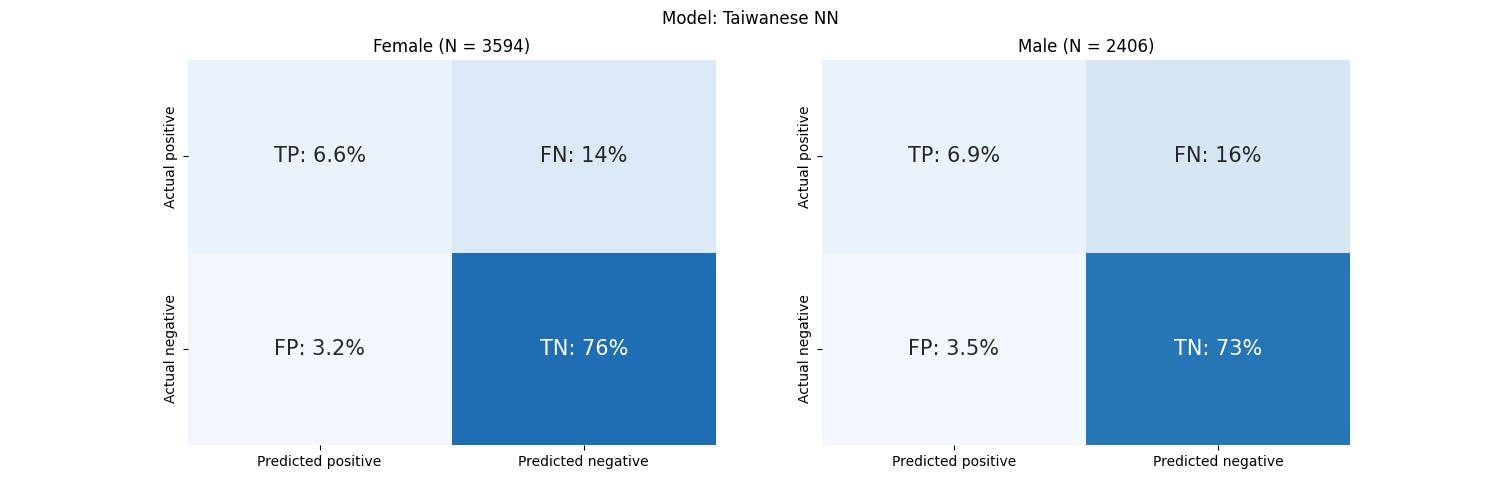 Model: Taiwanese NN
Female (N = 3594)
Actual positive
TP: 6.6%
FN: 14%
Actual negative
FP: 3.2%
TN: 76%
Predicted positive
Predicted negative
Male (N = 2406)
Actual positive
TP: 6.9%
FN: 16%
Actual negative
FP: 3.5%
TN: 73%
Predicted positive
Predicted negative